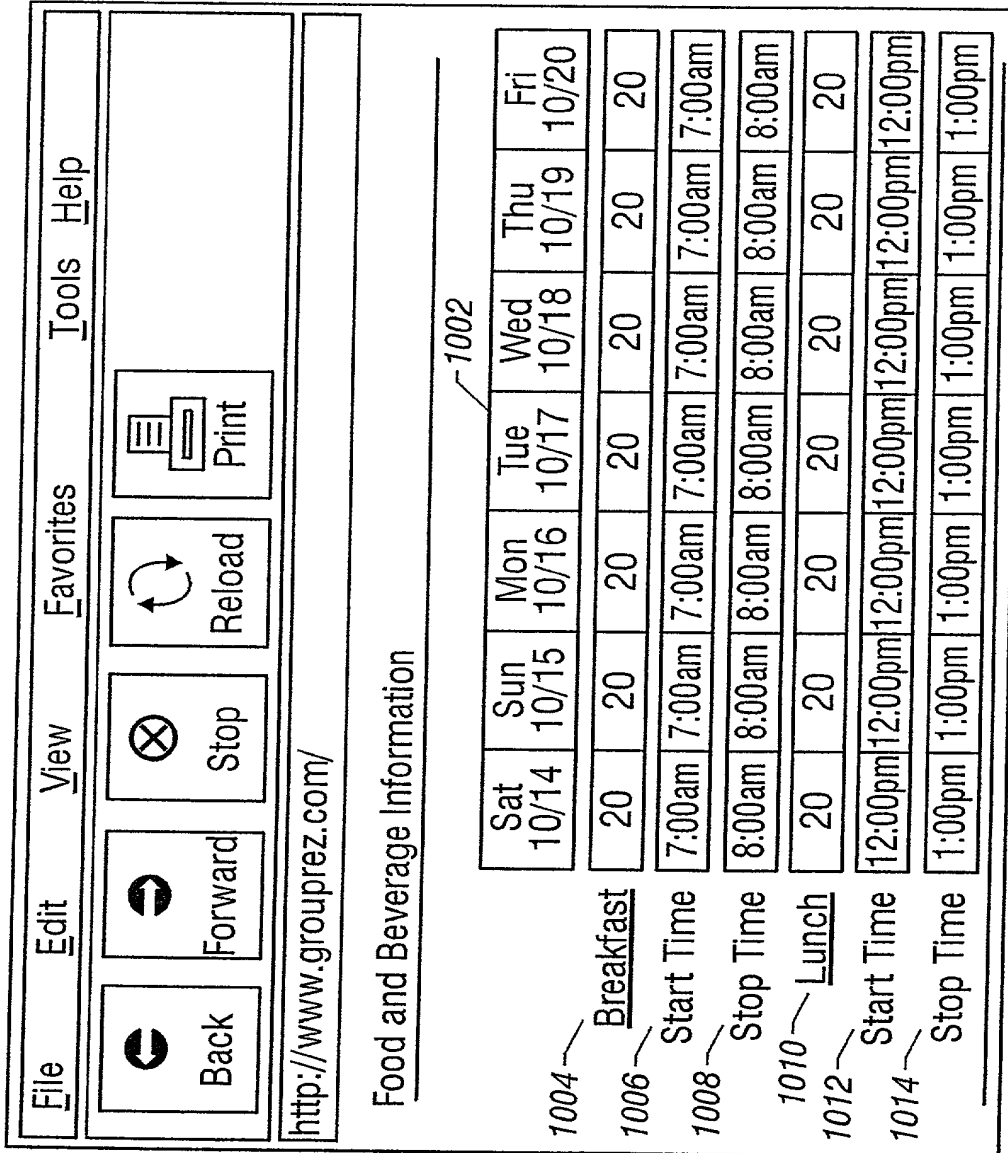 File Edit View Favorites Tools Help
Back Forward Stop Reload Print
http://www.grouprez.com/
Food and Beverage Information
1002
Sat Sun Mon Tue Wed Thu Fri
10/14 10/15 10/16 10/17 10/18 10/19 10/20
1004 Breakfast 20 20 20 20 20 20 20
1006 Start Time 7:00am 7:00am 7:00am 7:00am 7:00am 7:00am 7:00am
1008 Stop Time 8:00am 8:00am 8:00am 8:00am 8:00am 8:00am 8:00am
1010 Lunch 20 20 20 20 20 20 20
1012 Start Time 12:00pm 12:00pm 12:00pm 12:00pm 12:00pm 12:00pm 12:00pm
1014 Stop Time 1:00pm 1:00pm 1:00pm 1:00pm 1:00pm 1:00pm 1:00pm